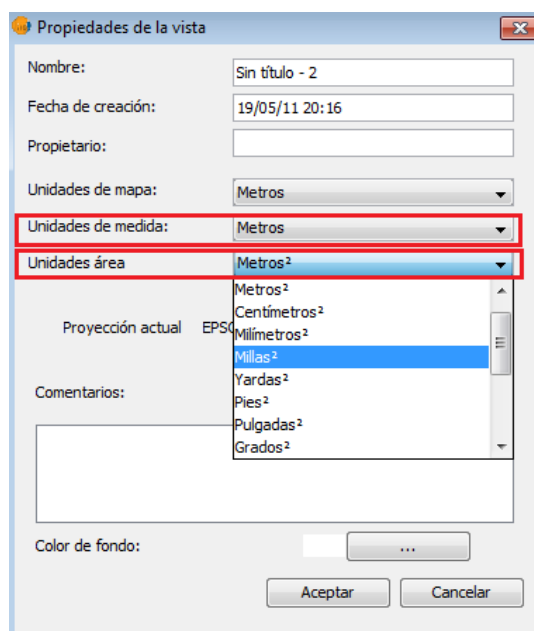 Propiedades de la vista
Nombre: Sin título - 2
Fecha de creación: 19/05/11 20:16
Propietario:
Unidades de mapa: Metros
Unidades de medida: Metros
Unidades área Metros²
Metros²
Centímetros²
Proyección actual EPSG
Milímetros²
Millas²
Yardas²
Comentarios:
Pies²
Pulgadas²
Grados²
Color de fondo: ...
Aceptar Cancelar